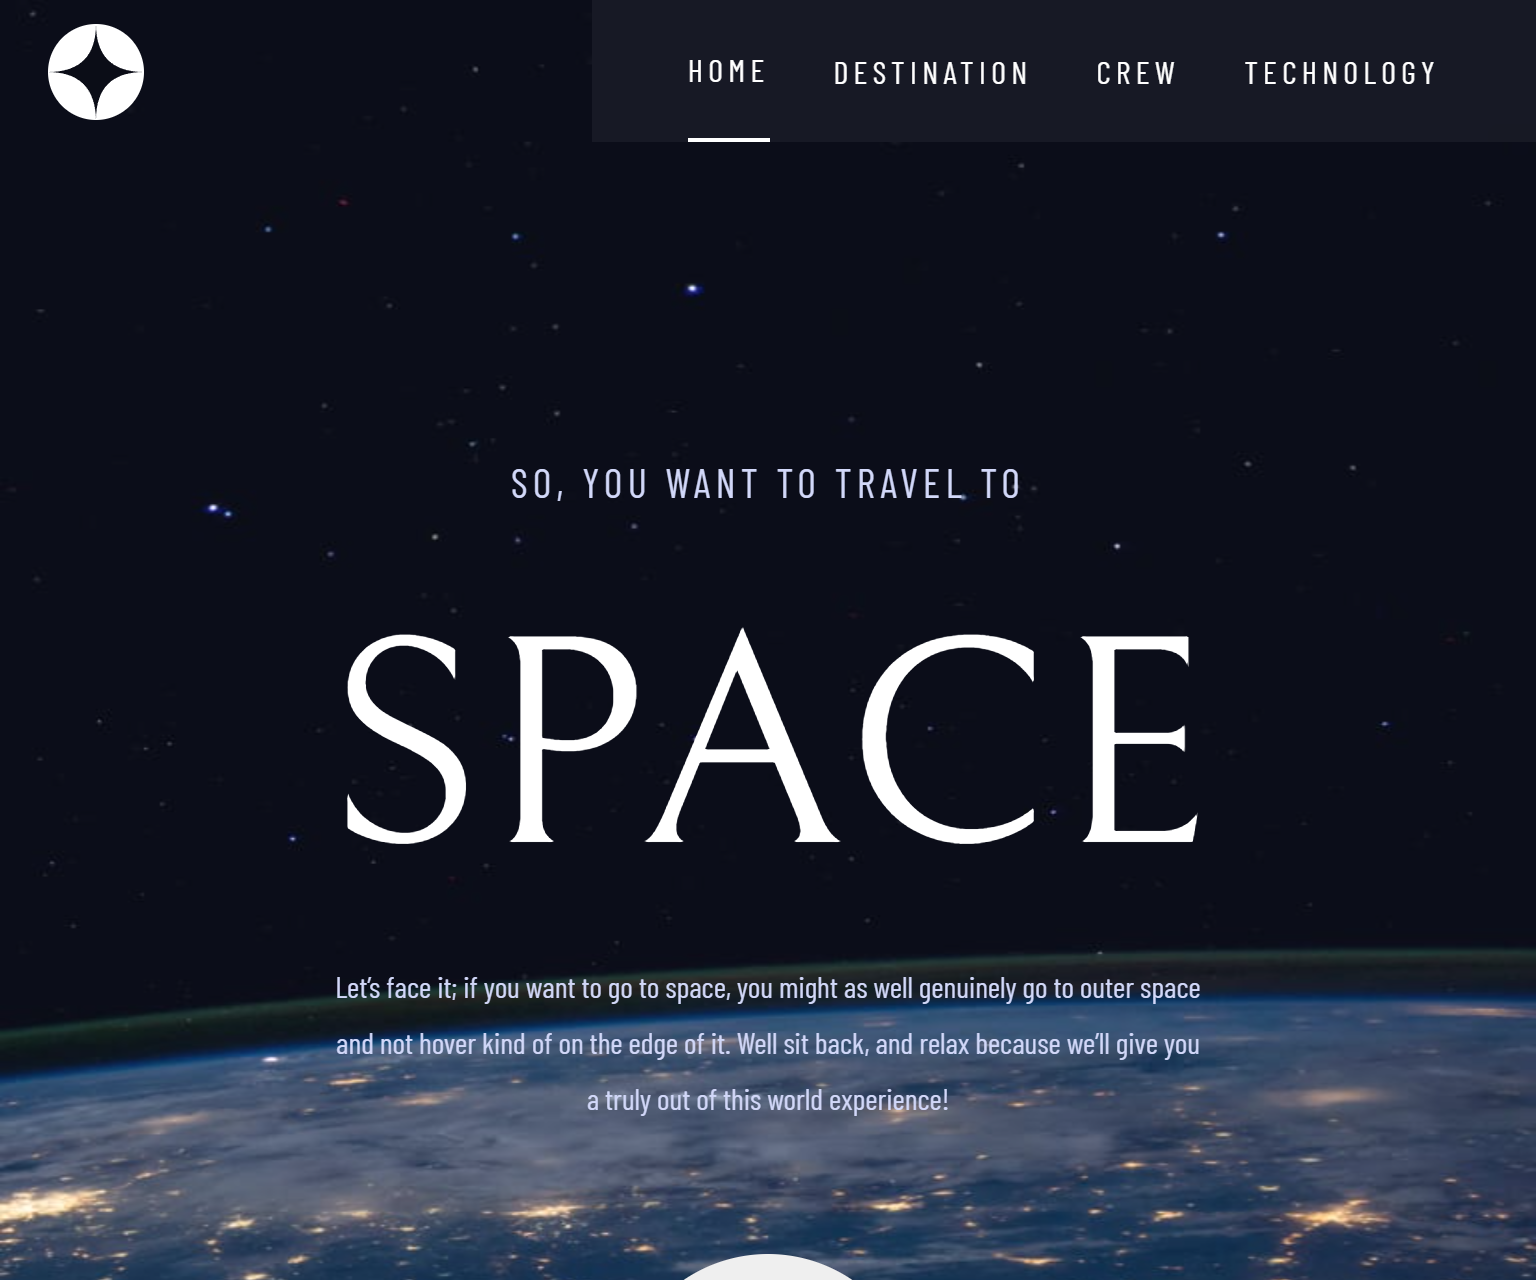 HOME DESTINATION CREW TECHNOLOGY
SO, YOU WANT TO TRAVEL TO
SPACE
Let’s face it; if you want to go to space, you might as well genuinely go to outer space
and not hover kind of on the edge of it. Well sit back, and relax because we’ll give you
a truly out of this world experience!